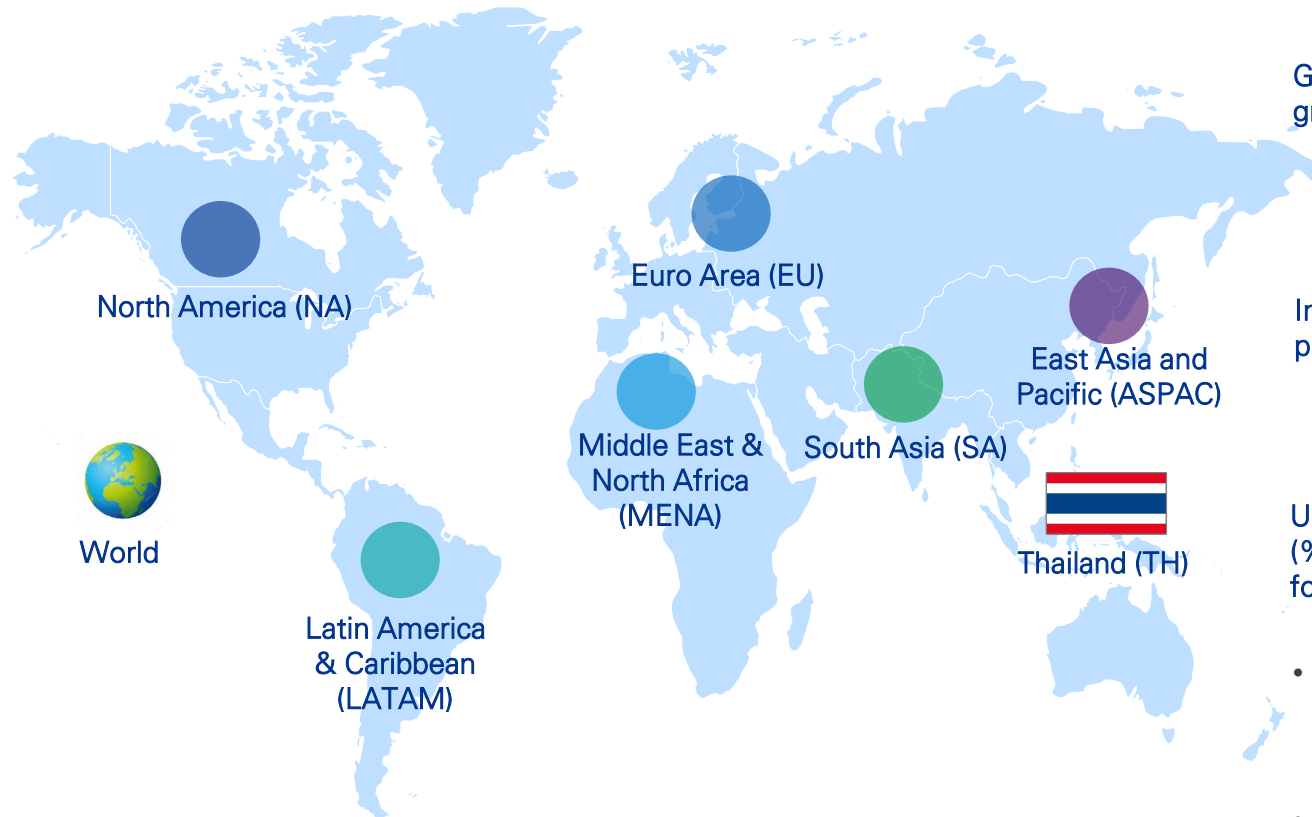 North America (NA)
Euro Area (EU)
East Asia and
Pacific (ASPAC)
Middle East &
North Africa
(MENA)
South Asia (SA)
World
Thailand (TH)
Latin America
& Caribbean
(LATAM)